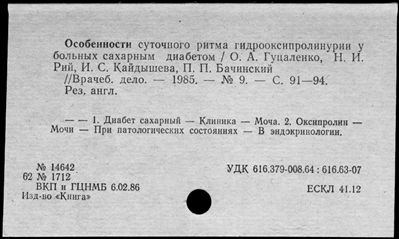 Особенности суточного ритма гидрооксипролинурии у
больных сахарным диабетом / О. А. Гуцаленко, Н. И.
Рий, И. С. Кайдышева, П. П. Бачинский
//Врачеб. дело. — 1985. — № 9. — С. 91—94.
Рез. англ.
— — 1. Диабет сахарный — Клиника — Моча. 2. Оксипролин —
Мочи — При патологических состояниях — В эндокринологии.
№ 14642
УДК 616.379-008.64 : 616.63-07
62 № 1712
ВКП и ГЦНМБ 6.02.86
ЕСКЛ 41.12
Изд-во «Книга»